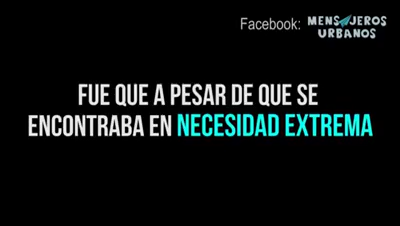 Facebook: MENSAJEROS
URBANOS
FUE QUE A PESAR DE QUE SE
ENCONTRABA EN NECESIDAD EXTREMA